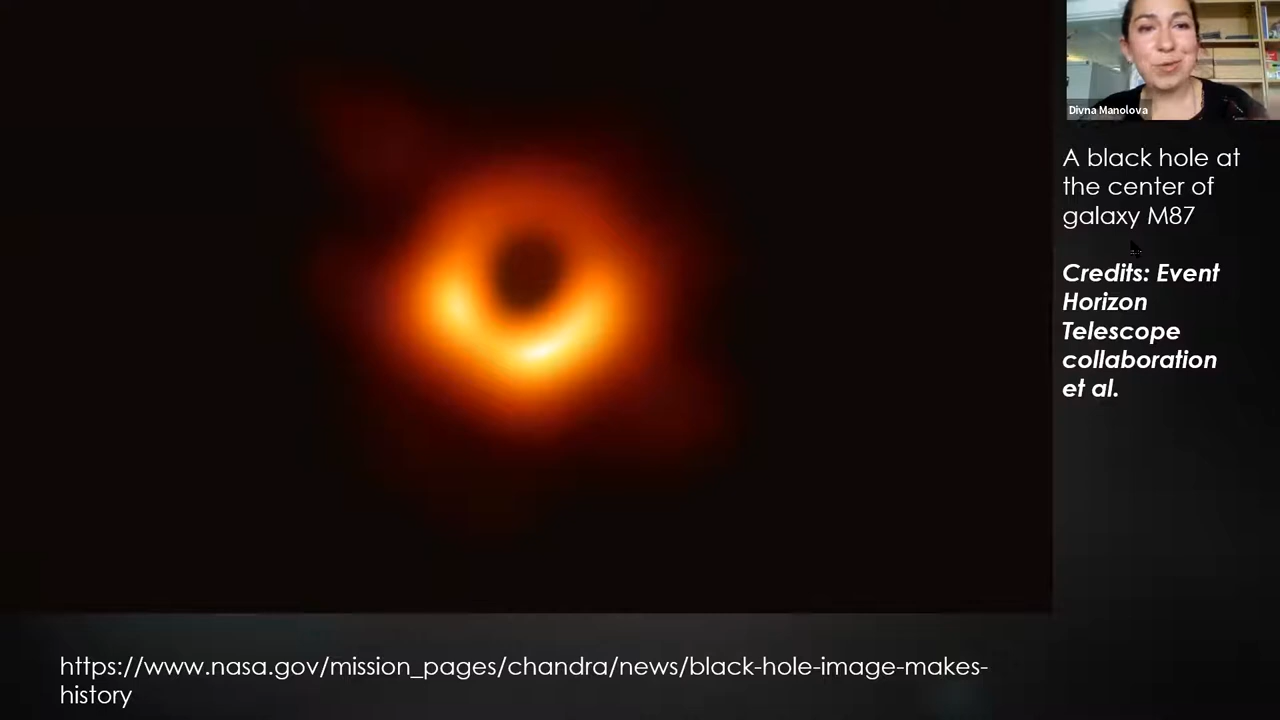 Divna Manolova
A black hole at
the center of
galaxy M87
Credits: Event
Horizon
Telescope
collaboration
et al.
https://www.nasa.gov/mission_pages/chandra/news/black-hole-image-makes-
history